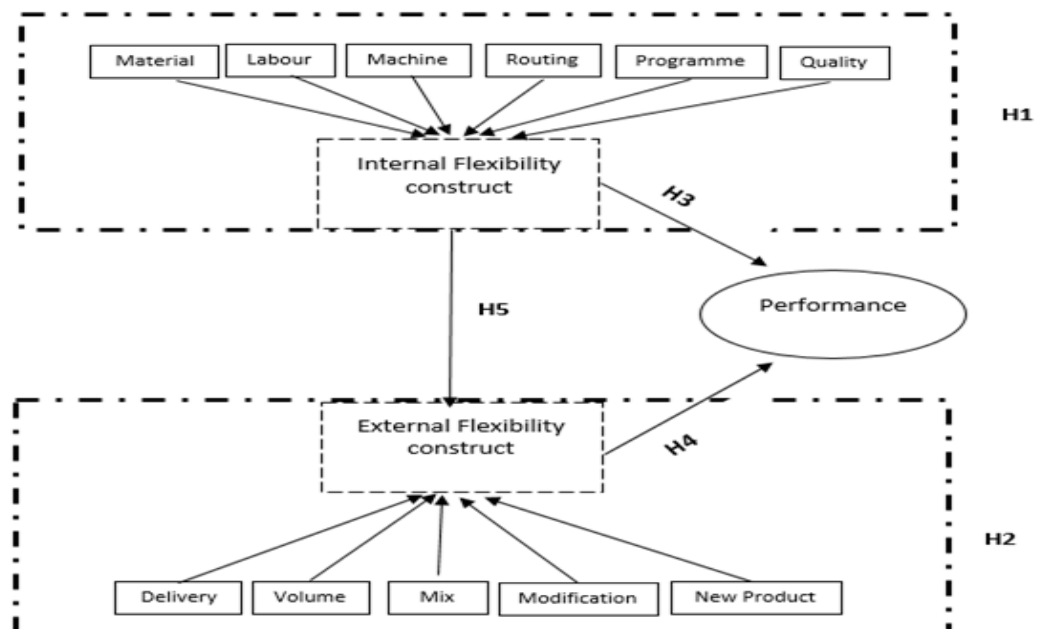 Material
Labour
Machine
Routing
Programme
Quality
H1
Internal Flexibility
construct
H3
H5
Performance
External Flexibility
construct
H4
H2
Delivery
Volume
Mix
Modification
New Product